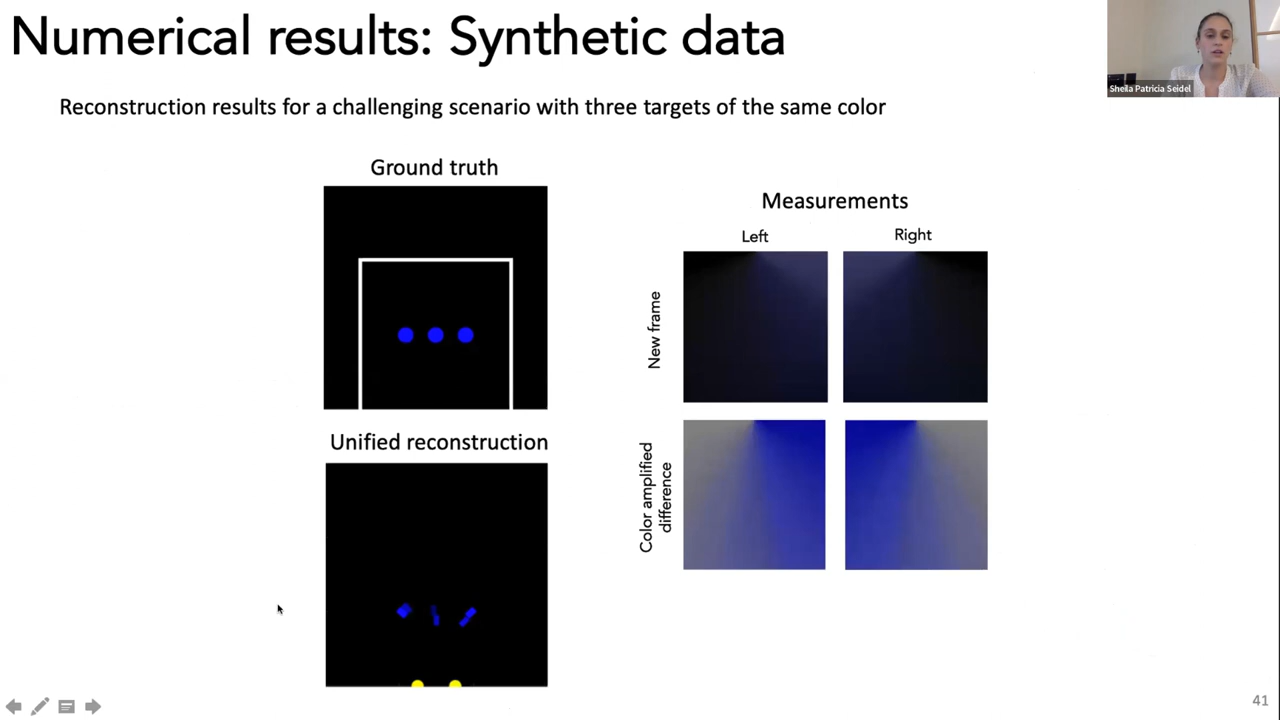 Numerical results: Synthetic data
Sheila Patricia Seidel
Reconstruction results for a challenging scenario with three targets of the same color
Ground truth
Measurements
Left
Right
New frame
Unified reconstruction
Color amplified
difference
41